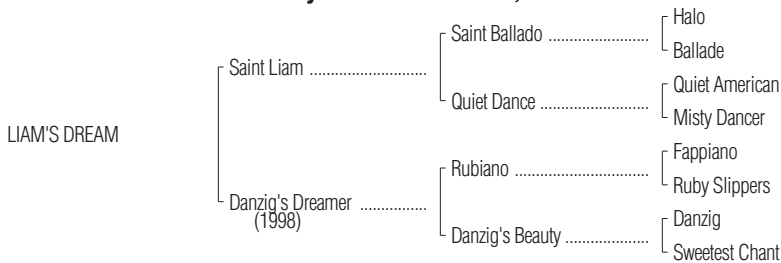 Halo
Saint Ballado ..........................
Ballade
Saint Liam ..............................
Quiet American
Quiet Dance ............................
Misty Dancer
LIAM'S DREAM
Fappiano
Rubiano ...................................
Ruby Slippers
Danzig's Dreamer .................
(1998)
Danzig
Danzig's Beauty .....................
Sweetest Chant